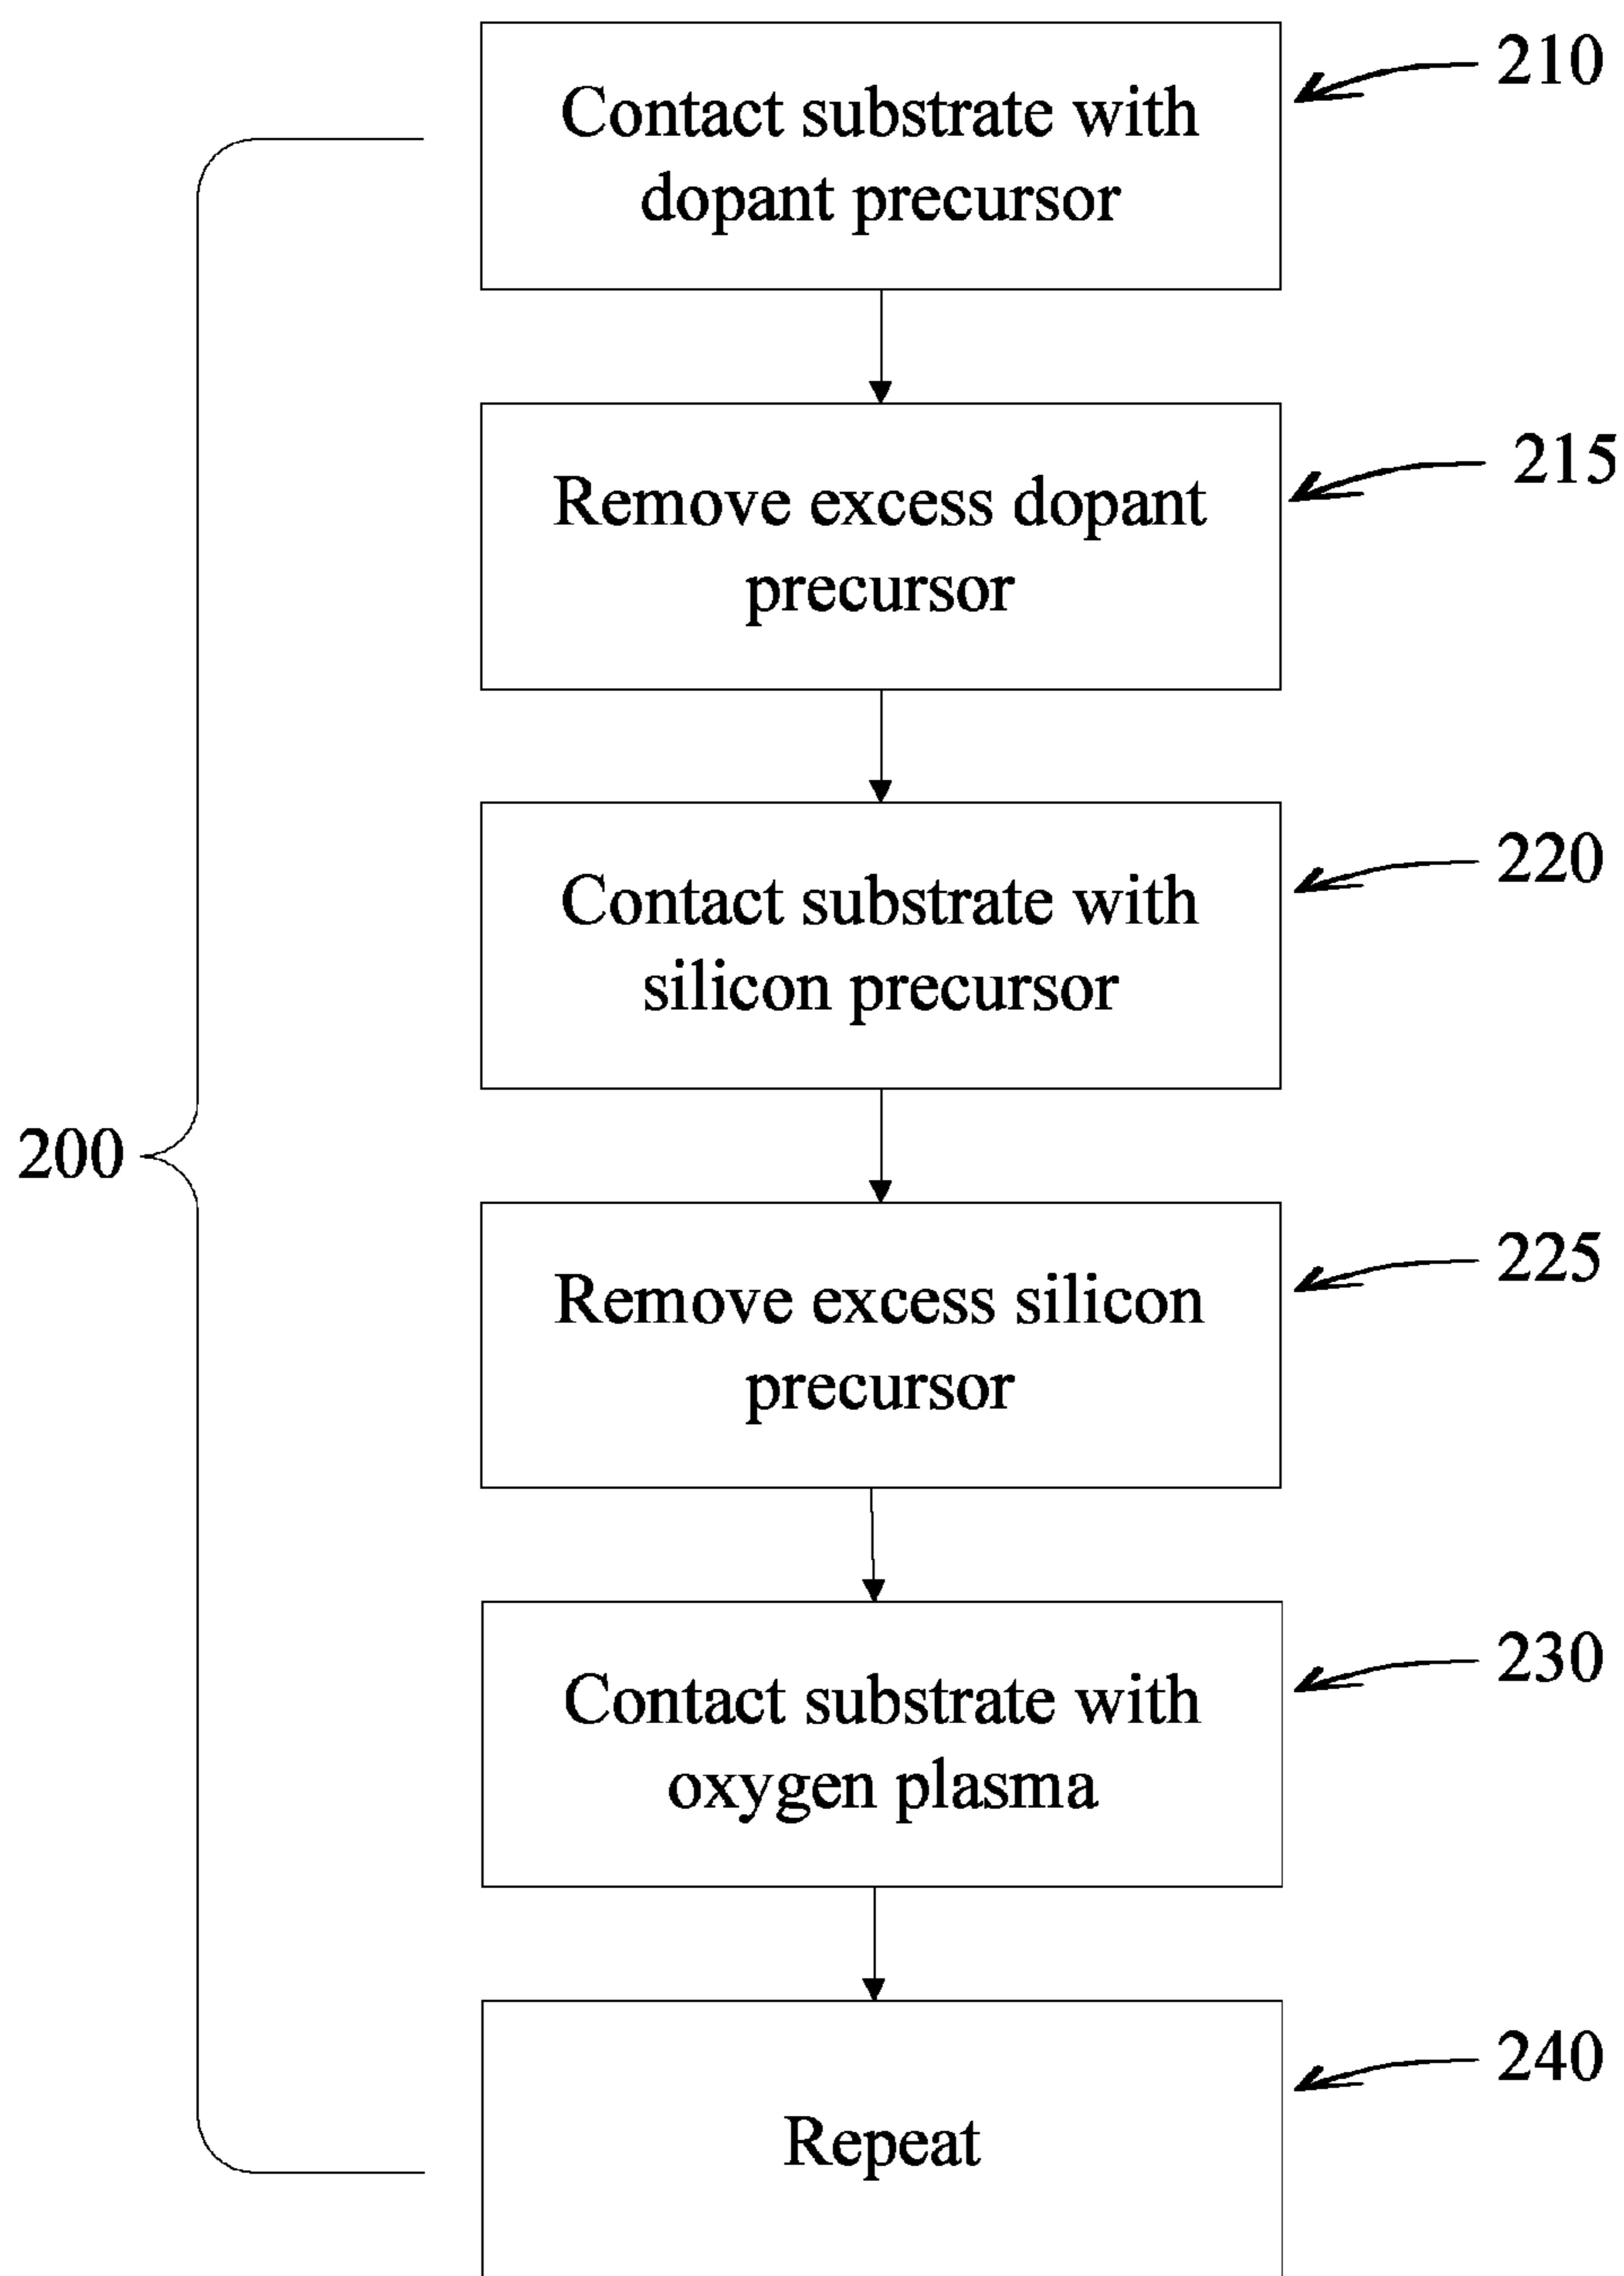 Contact substrate with
dopant precursor
210
Remove excess dopant
precursor
215
Contact substrate with
silicon precursor
220
200
Remove excess silicon
precursor
225
Contact substrate with
oxygen plasma
230
Repeat
240